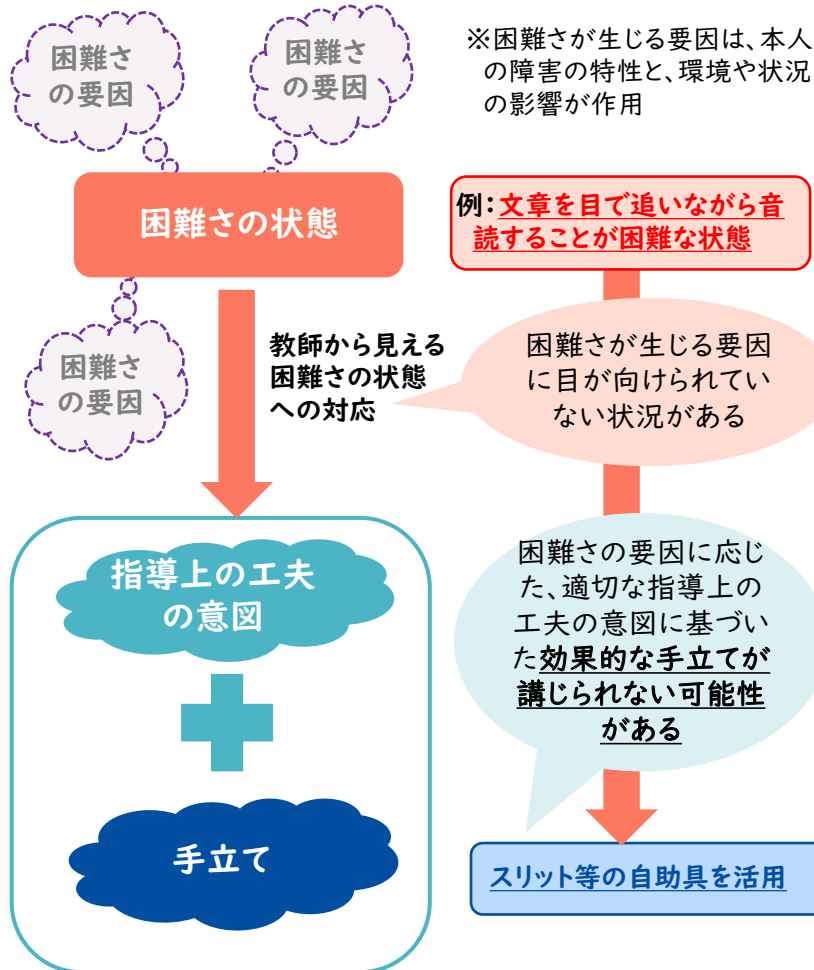 困難さ
の要因
困難さ
の要因
※困難さが生じる要因は、本人
の障害の特性と、環境や状況
の影響が作用
困難さの状態
例:文章を目で追いながら音
読することが困難な状態
困難さ
の要因
教師から見える
困難さの状態
への対応
困難さが生じる要因
に目が向けられてい
ない状況がある
指導上の工夫
の意図
困難さの要因に応じ
た、適切な指導上の
工夫の意図に基づい
た効果的な手立てが
講じられない可能性
がある
手立て
スリット等の自助具を活用